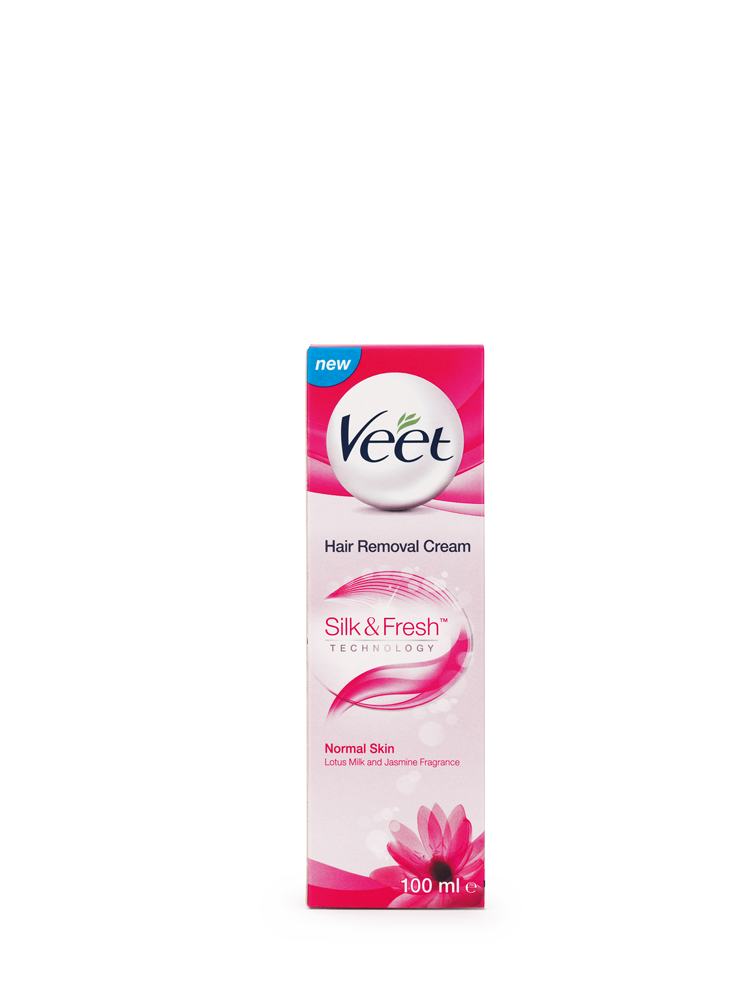 new
Veet
Hair Removal Cream
Silk & Fresh™
TECHNOLOGY
Normal Skin
Lotus Milk and Jasmine Fragrance
100 ml ℮